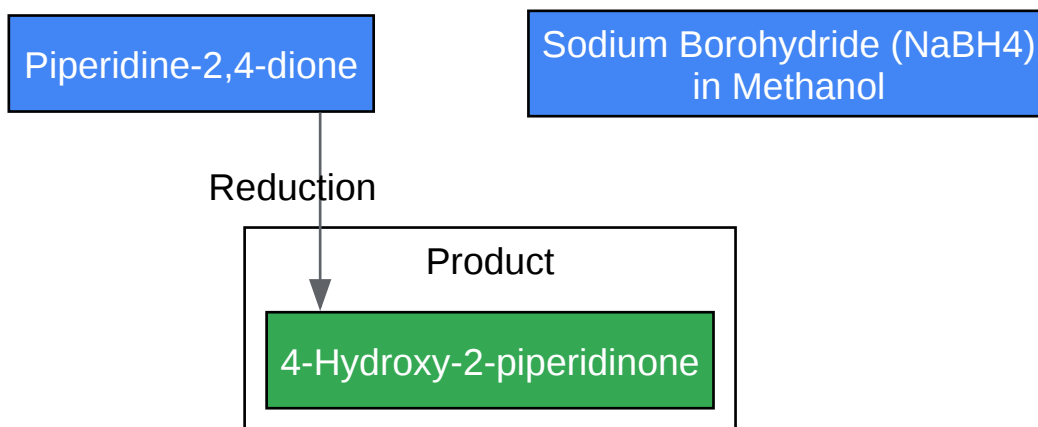 Piperidine-2,4-dione
Sodium Borohydride (NaBH4)
in Methanol
Reduction
Product
4-Hydroxy-2-piperidinone